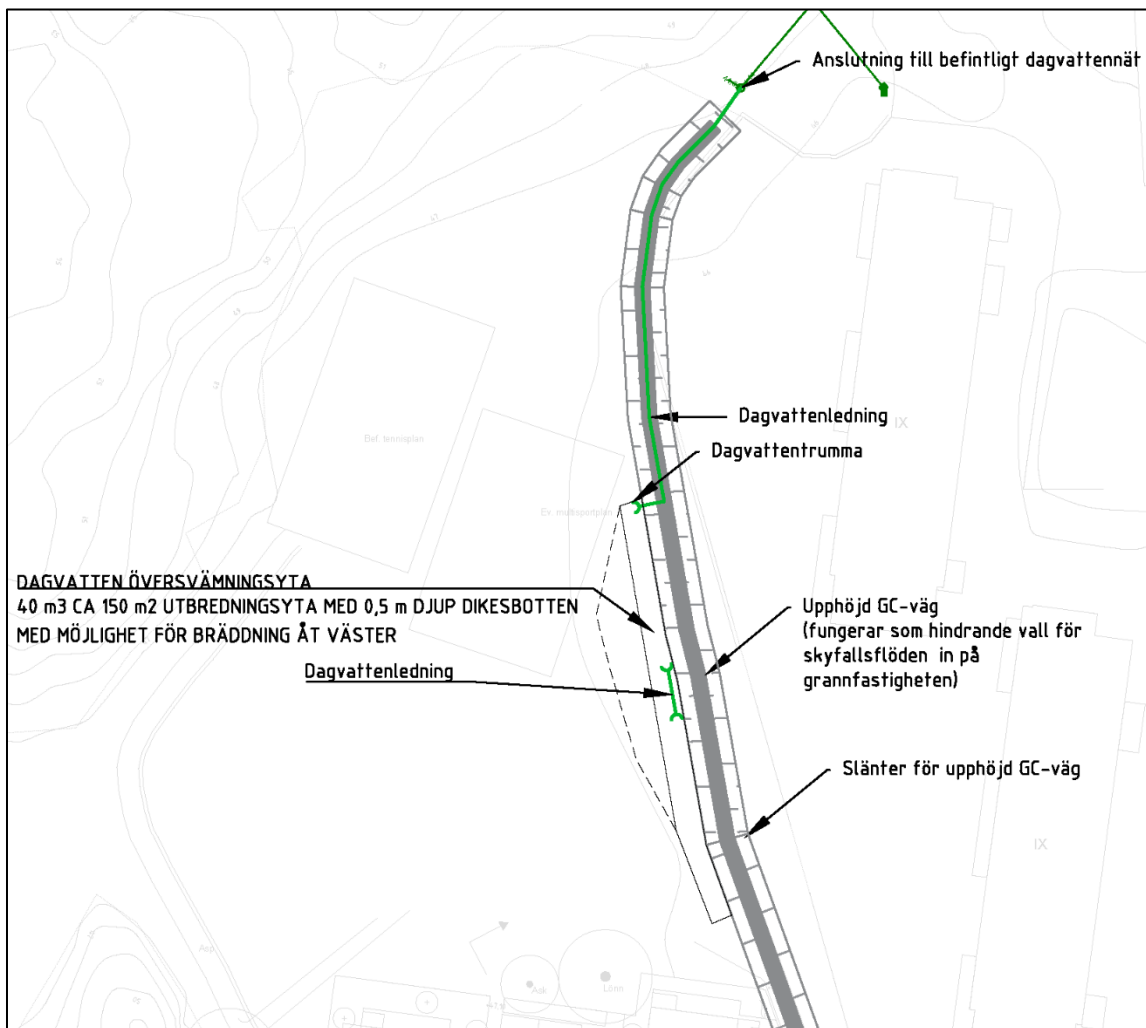 Anslutning till befintligt dagvattennät
Dagvattenledning
Dagvattentrumma
IX
Bef. tennisplan
Ev. multisportplan
DAGVATTEN ÖVERSVÄMNINGSYTA
40 m3 CA 150 m2 UTBREDNINGSYTA MED 0,5 m DJUP DIKESBOTTEN
MED MÖJLIGHET FÖR BRÄDDNING ÅT VÄSTER
Upphöjd GC-väg
(fungerar som hindrande vall för
skyfallsflöden in på
grannfastigheten)
Dagvattenledning
Slänter för upphöjd GC-väg
IX
Asp
Ask
Lönn